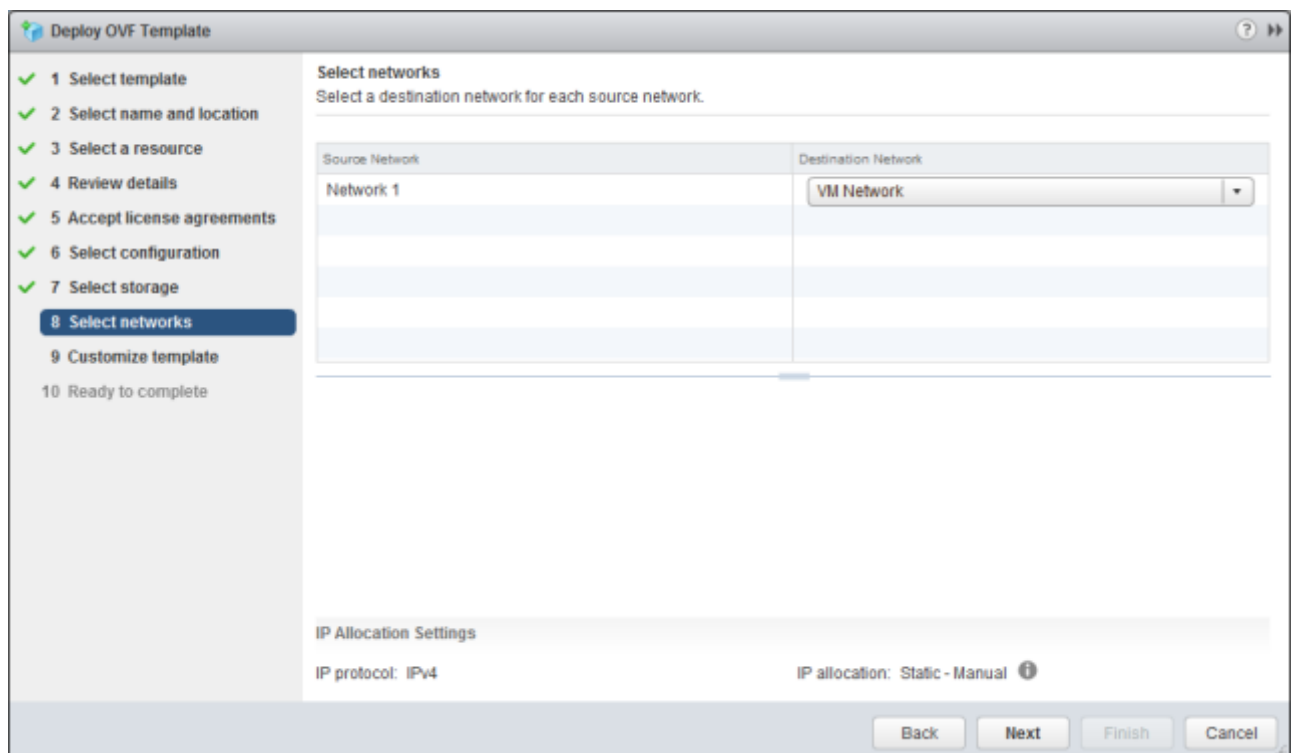 Deploy OVF Template
?
1 Select template
2 Select name and location
3 Select a resource
4 Review details
5 Accept license agreements
6 Select configuration
7 Select storage
8 Select networks
9 Customize template
10 Ready to complete
Select networks
Select a destination network for each source network.
Source Network Destination Network
Network 1 VM Network
IP Allocation Settings
IP protocol: IPv4 IP allocation: Static - Manual i
Back Next Finish Cancel